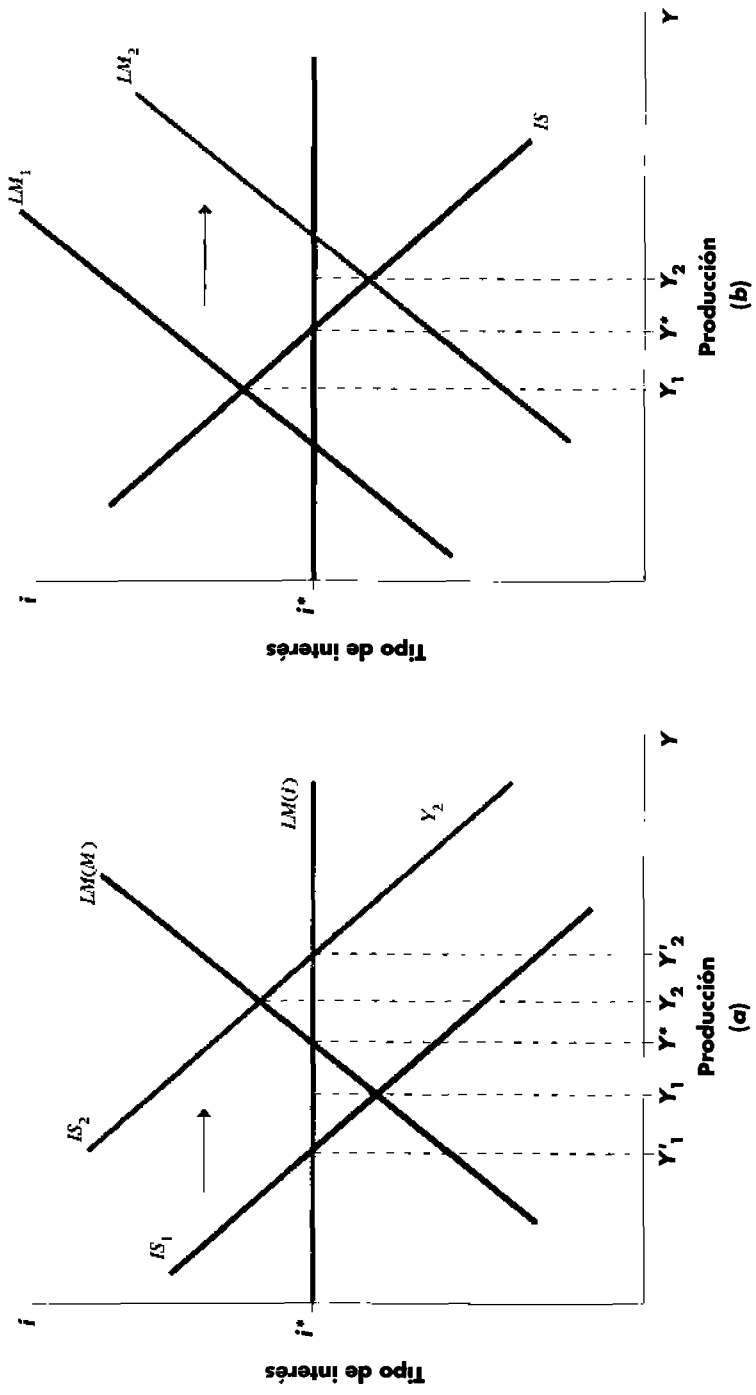 i
IS₂
LM(M)
IS₁
Tipo de interés
i*
LM(i)
Y₂
Y'₁ Y₁ Y* Y₂ Y'₂ Y
Producción
(a)
i
LM₁
LM₂
Tipo de interés
i*
IS
Y₁ Y* Y₂ Y
Producción
(b)